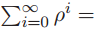 ∑_{i=0}^{∞} ρ^i =